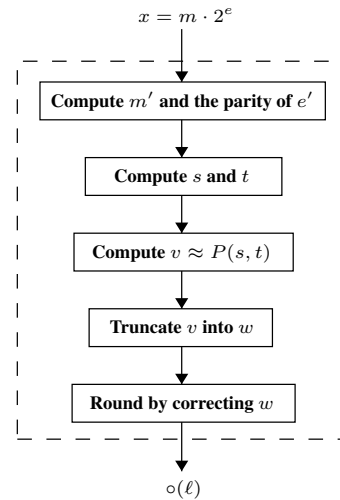 x = m · 2^e
Compute m′ and the parity of e′
Compute s and t
Compute v ≈ P(s, t)
Truncate v into w
Round by correcting w
∘(ℓ)